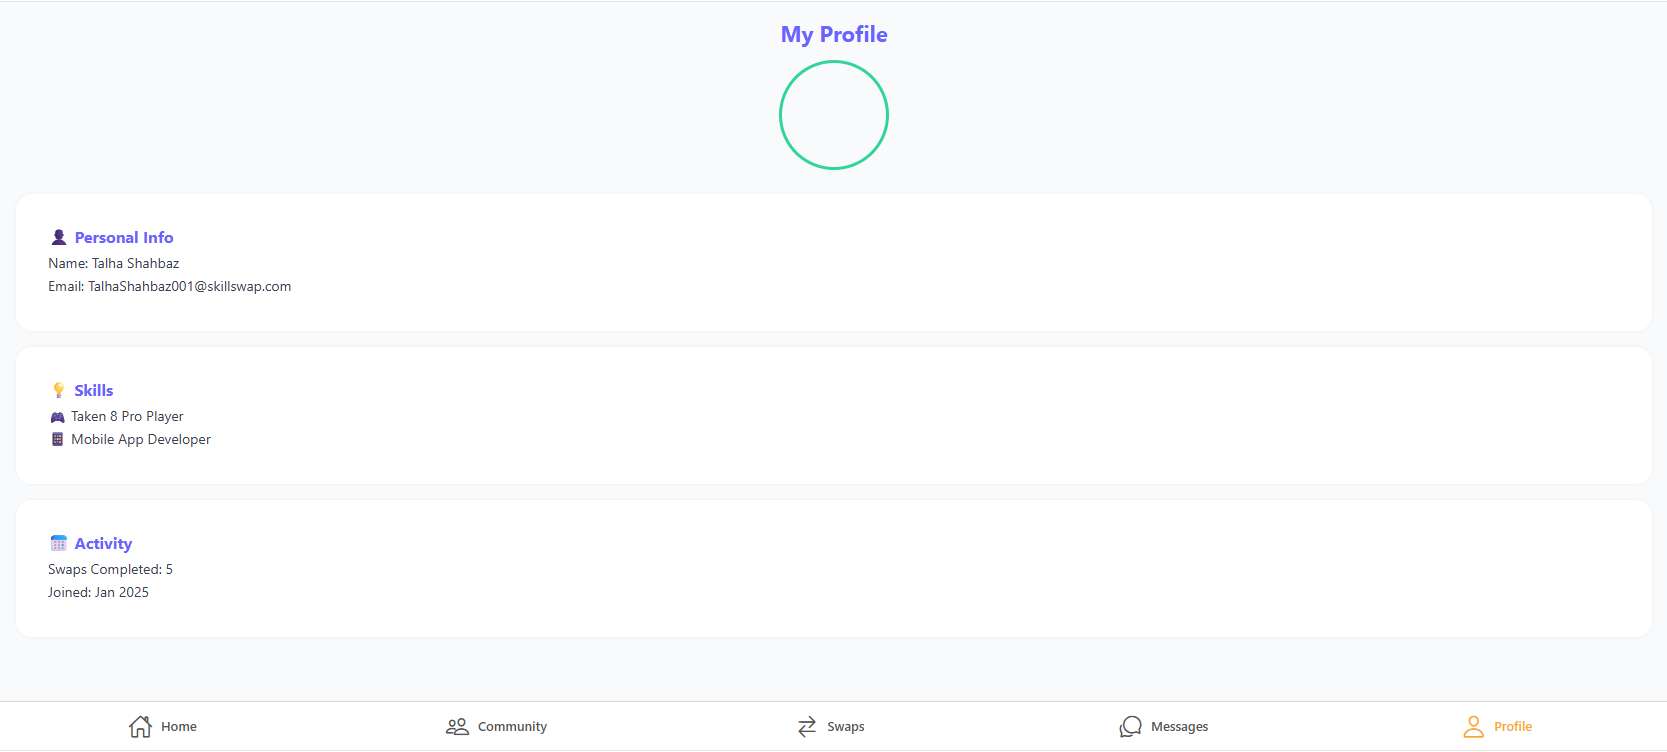 My Profile
Personal Info
Name: Talha Shahbaz
Email: TalhaShahbaz001@skillswap.com
Skills
Taken 8 Pro Player
Mobile App Developer
Activity
Swaps Completed: 5
Joined: Jan 2025
Home
Community
Swaps
Messages
Profile